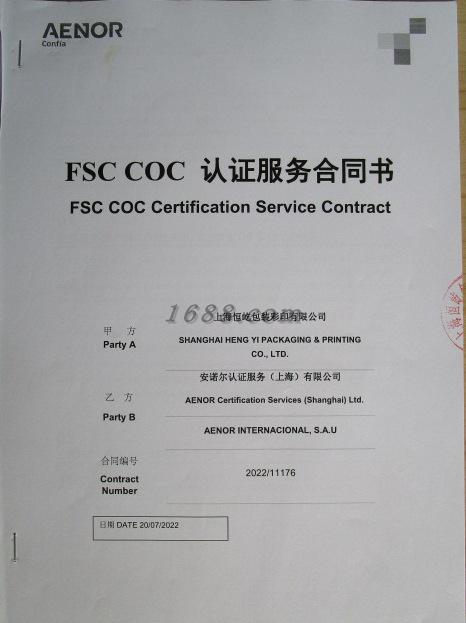 AENOR
Confía
FSC COC 认证服务合同书
FSC COC Certification Service Contract
1688.com
上海恒屹包装彩印有限公司
甲 方
Party A
SHANGHAI HENG YI PACKAGING & PRINTING
CO., LTD.
安诺尔认证服务（上海）有限公司
乙 方
Party B
AENOR Certification Services (Shanghai) Ltd.
AENOR INTERNACIONAL, S.A.U
合同编号
Contract
Number
2022/11176
日期 DATE 20/07/2022